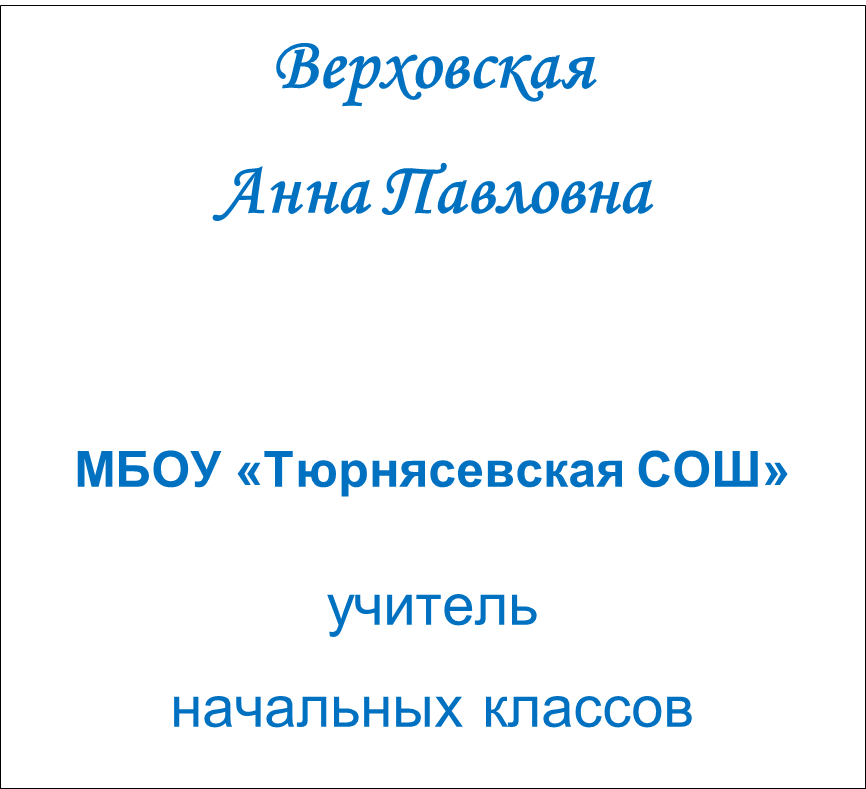 Верховская
Анна Павловна
МБОУ «Тюрнясевская СОШ»
учитель
начальных классов